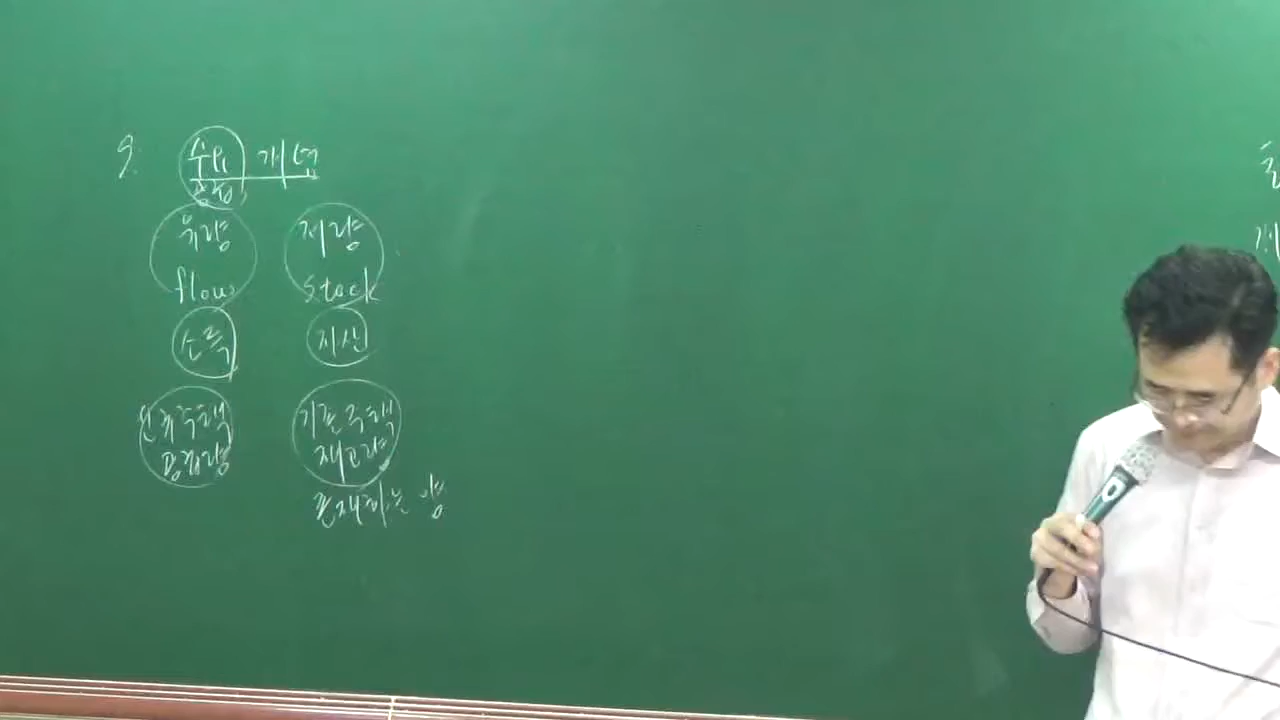 9. 수요 개념
유량 저량
flow stock
소득 자산
신규주택 기존주택
공급량 재고량
존재하는 양